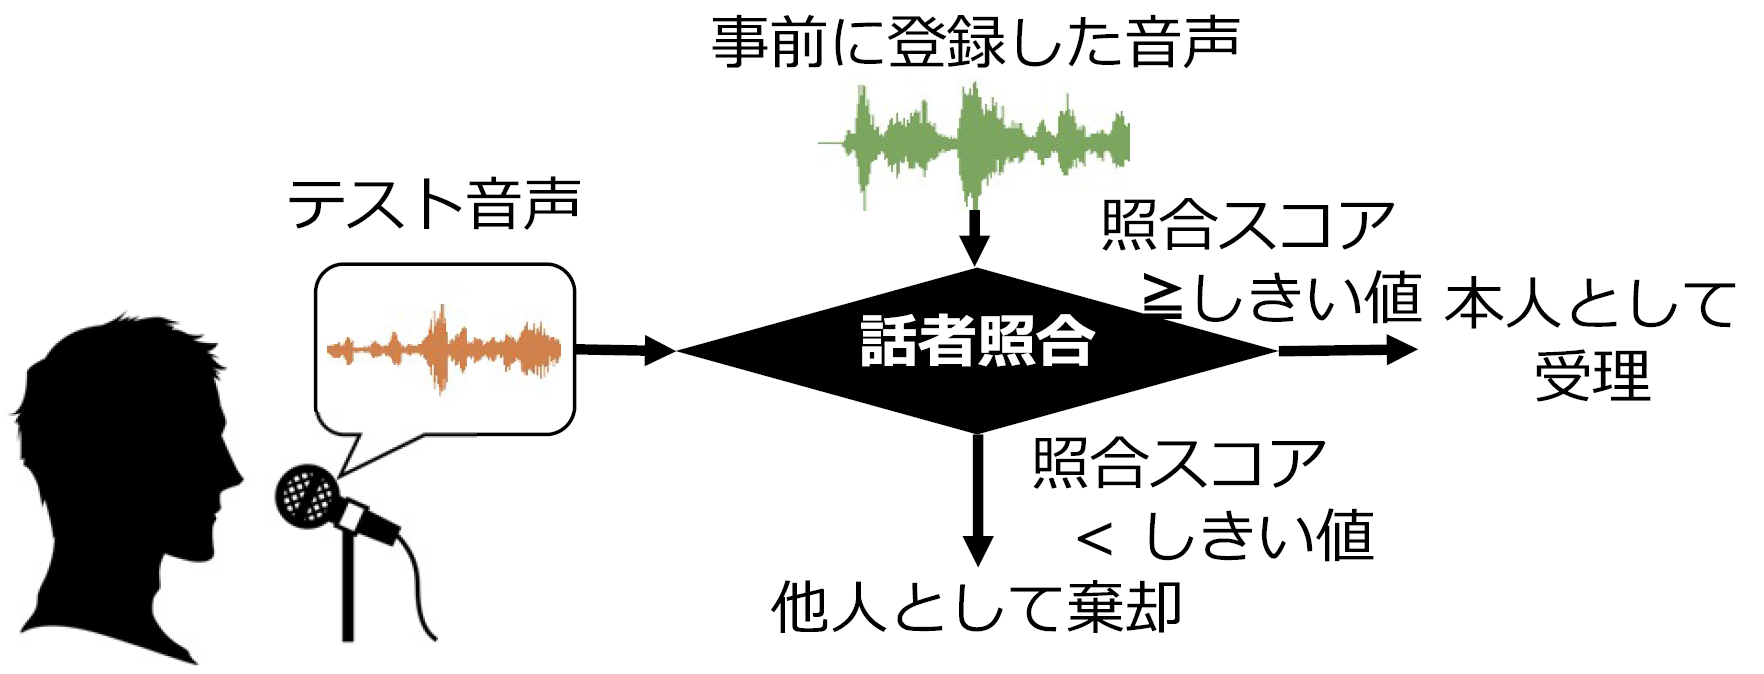 事前に登録した音声
テスト音声
照合スコア
≧しきい値
本人として
受理
話者照合
照合スコア
< しきい値
他人として棄却